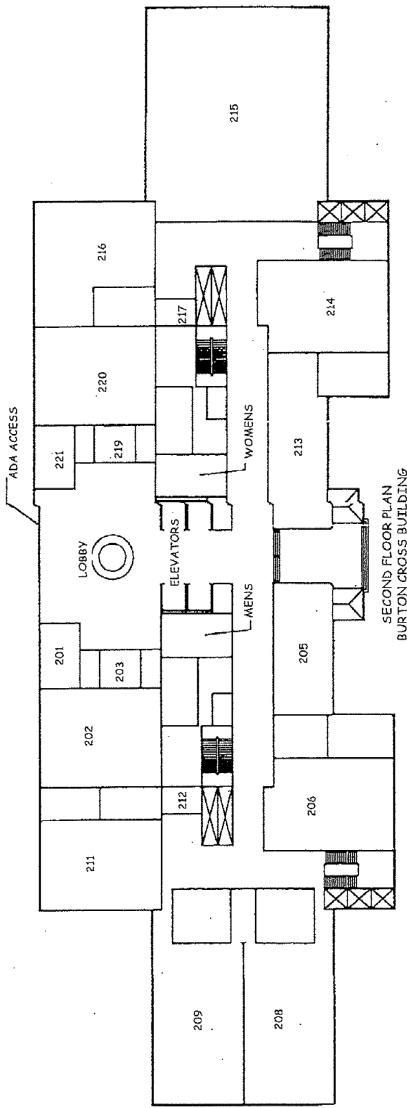 ADA ACCESS
211
202
201
203
LOBBY
221
219
220
216
212
MENS
ELEVATORS
WOMENS
217
209
208
206
205
213
214
215
SECOND FLOOR PLAN
BURTON CROSS BUILDING